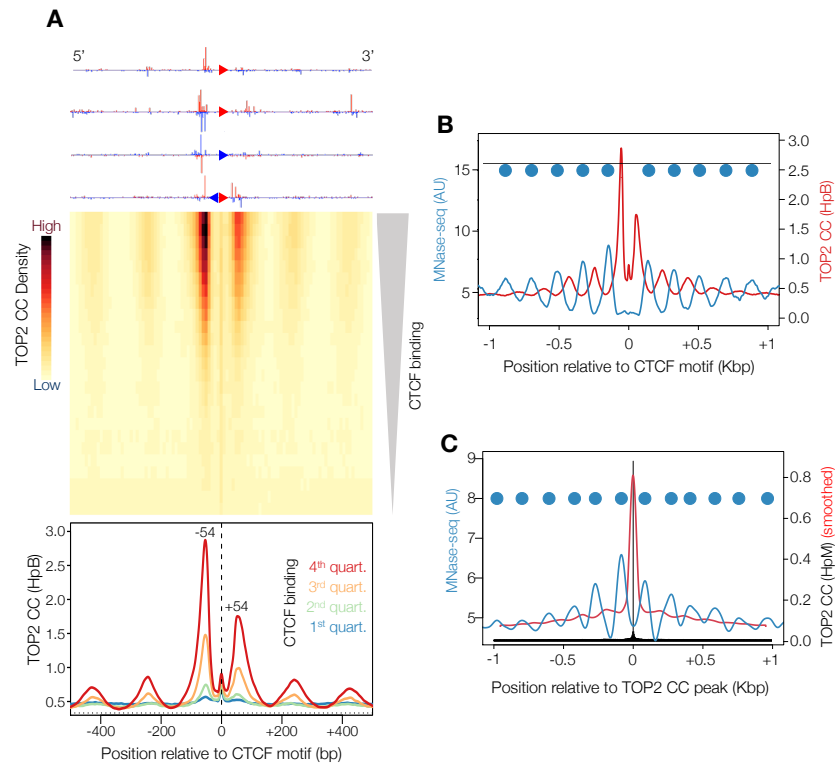 A
5’
3’
High
TOP2 CC Density
Low
CTCF binding
3.0
2.5
2.0
1.5
1.0
0.5
TOP2 CC (HpB)
-54
+54
CTCF binding
4th quart.
3rd quart.
2nd quart.
1st quart.
-400
-200
0
+200
+400
Position relative to CTCF motif (bp)
B
15
10
5
MNase-seq (AU)
3.0
2.5
2.0
1.5
1.0
0.5
0.0
TOP2 CC (HpB)
-1
-0.5
0
+0.5
+1
Position relative to CTCF motif (Kbp)
C
9
8
7
6
5
MNase-seq (AU)
0.8
0.6
0.4
0.2
0.0
TOP2 CC (HpM) (smoothed)
-1
-0.5
0
+0.5
+1
Position relative to TOP2 CC peak (Kbp)